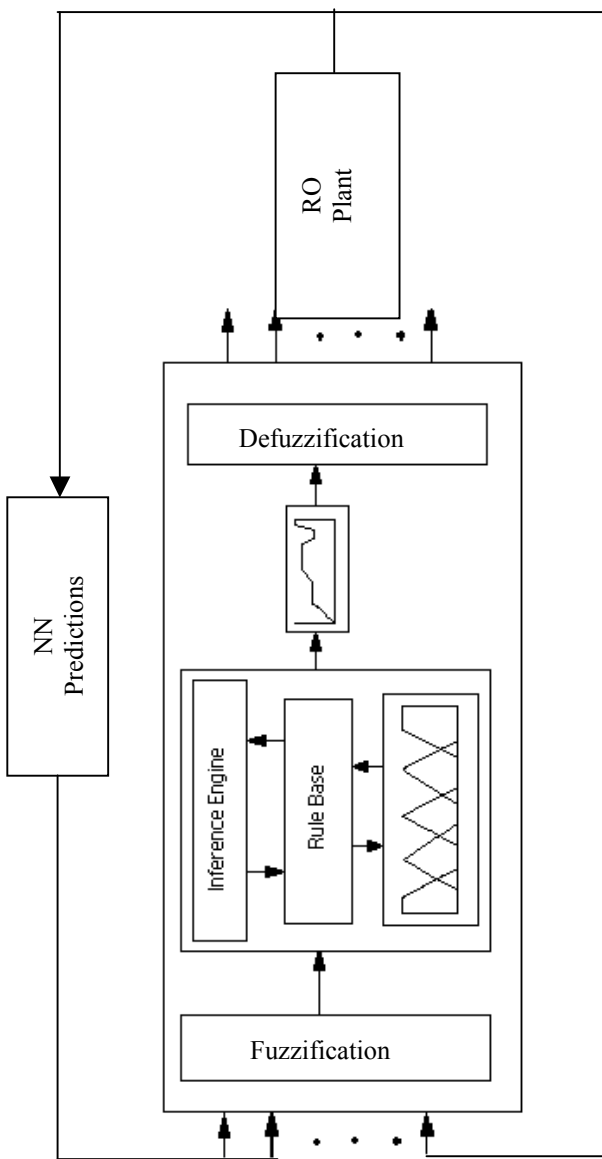 RO
Plant
Defuzzification
NN
Predictions
Inference Engine
Rule Base
Fuzzification